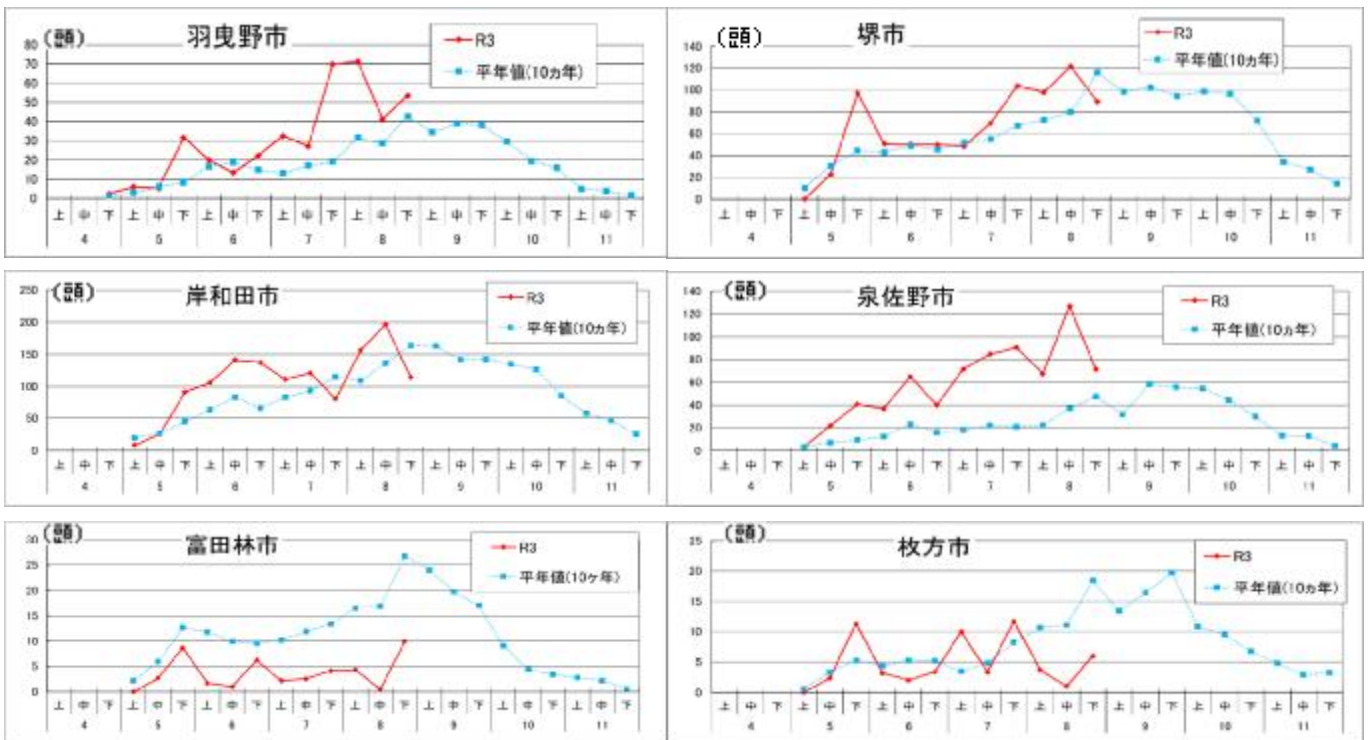 (頭)
羽曳野市
R3
平年値(10ヵ年)
80
70
60
50
40
30
20
10
0
上 中 下 上 中 下 上 中 下 上 中 下 上 中 下 上 中 下 上 中 下 上 中 下
4 5 6 7 8 9 10 11
(頭)
堺市
R3
平年値(10ヵ年)
140
120
100
80
60
40
20
0
上 中 下 上 中 下 上 中 下 上 中 下 上 中 下 上 中 下 上 中 下 上 中 下
4 5 6 7 8 9 10 11
(頭)
岸和田市
R3
平年値(10ヵ年)
250
200
150
100
50
0
上 中 下 上 中 下 上 中 下 上 中 下 上 中 下 上 中 下 上 中 下 上 中 下
4 5 6 7 8 9 10 11
(頭)
泉佐野市
R3
平年値(10ヵ年)
140
120
100
80
60
40
20
0
上 中 下 上 中 下 上 中 下 上 中 下 上 中 下 上 中 下 上 中 下 上 中 下
4 5 6 7 8 9 10 11
(頭)
富田林市
R3
平年値(10ヶ年)
30
25
20
15
10
5
0
上 中 下 上 中 下 上 中 下 上 中 下 上 中 下 上 中 下 上 中 下 上 中 下
4 5 6 7 8 9 10 11
(頭)
枚方市
R3
平年値(10ヵ年)
25
20
15
10
5
0
上 中 下 上 中 下 上 中 下 上 中 下 上 中 下 上 中 下 上 中 下 上 中 下
4 5 6 7 8 9 10 11